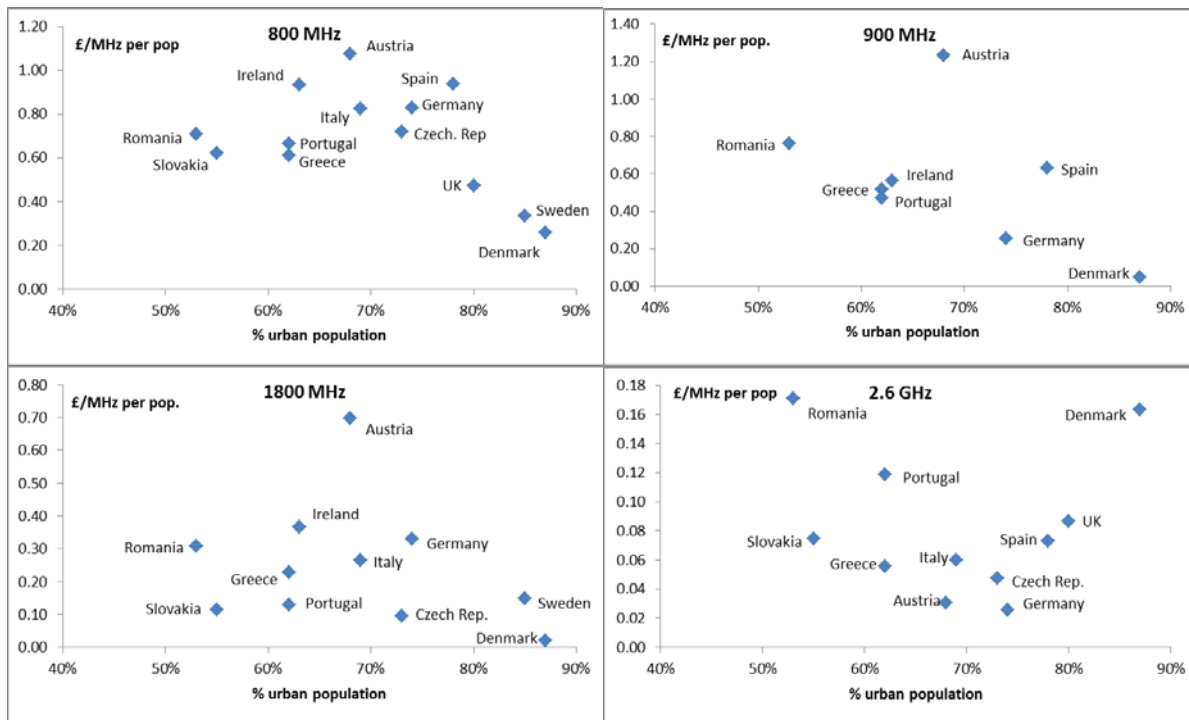 £/MHz per pop
800 MHz
1.20
1.00
0.80
0.60
0.40
0.20
0.00
Austria
Ireland
Spain
Germany
Italy
Czech. Rep
Romania
Portugal
Slovakia
Greece
UK
Sweden
Denmark
40% 50% 60% 70% 80% 90%
% urban population
£/MHz per pop.
900 MHz
1.40
1.20
1.00
0.80
0.60
0.40
0.20
0.00
Austria
Romania
Ireland
Spain
Greece
Portugal
Germany
Denmark
40% 50% 60% 70% 80% 90%
% urban population
£/MHz per pop.
1800 MHz
0.80
0.70
0.60
0.50
0.40
0.30
0.20
0.10
0.00
Austria
Ireland
Romania
Germany
Italy
Greece
Slovakia
Portugal
Czech Rep.
Sweden
Denmark
40% 50% 60% 70% 80% 90%
% urban population
£/MHz per pop
2.6 GHz
0.18
0.16
0.14
0.12
0.10
0.08
0.06
0.04
0.02
0.00
Romania
Denmark
Portugal
UK
Slovakia
Spain
Italy
Greece
Czech Rep.
Austria
Germany
40% 50% 60% 70% 80% 90%
% urban population